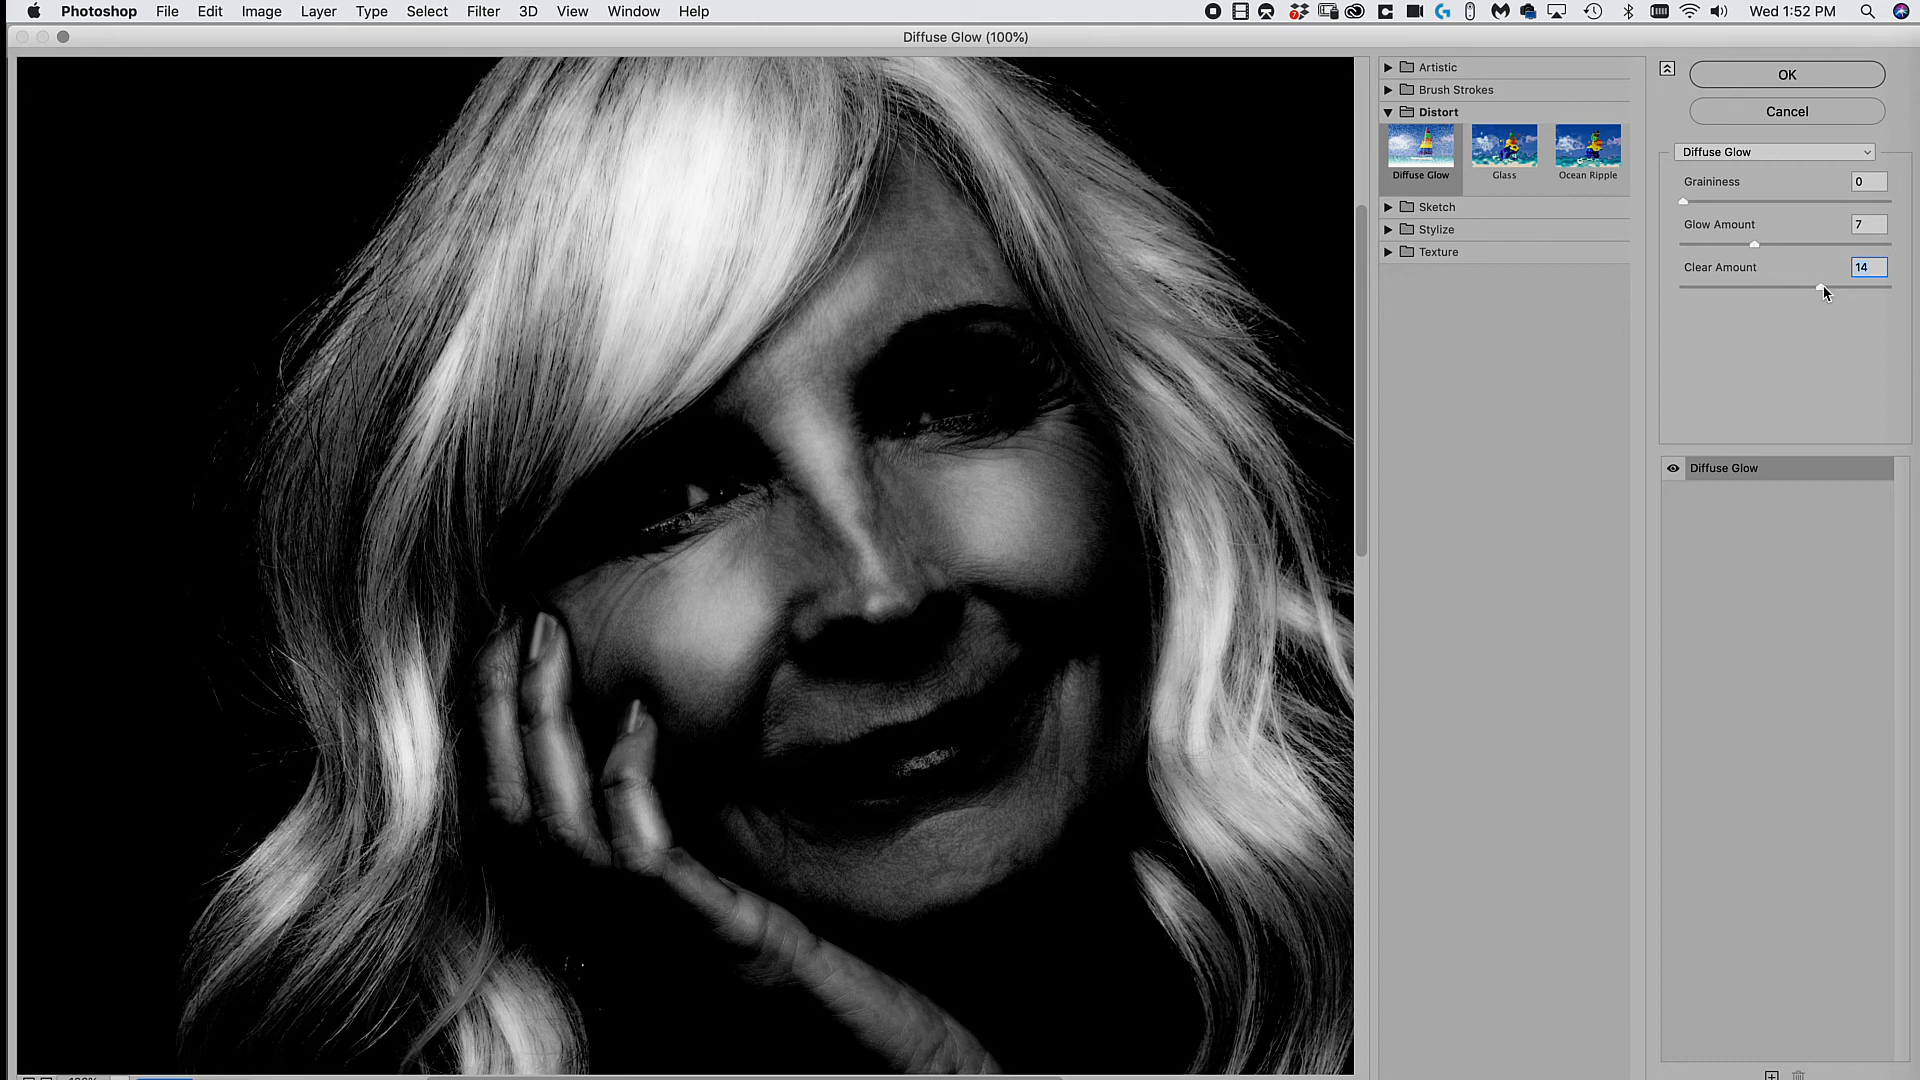 Photoshop File Edit Image Layer Type Select Filter 3D View Window Help Wed 1:52 PM
Diffuse Glow (100%)
Artistic
Brush Strokes
Distort
Diffuse Glow Glass Ocean Ripple
Sketch
Stylize
Texture
OK
Cancel
Diffuse Glow
Graininess 0
Glow Amount 7
Clear Amount 14
Diffuse Glow